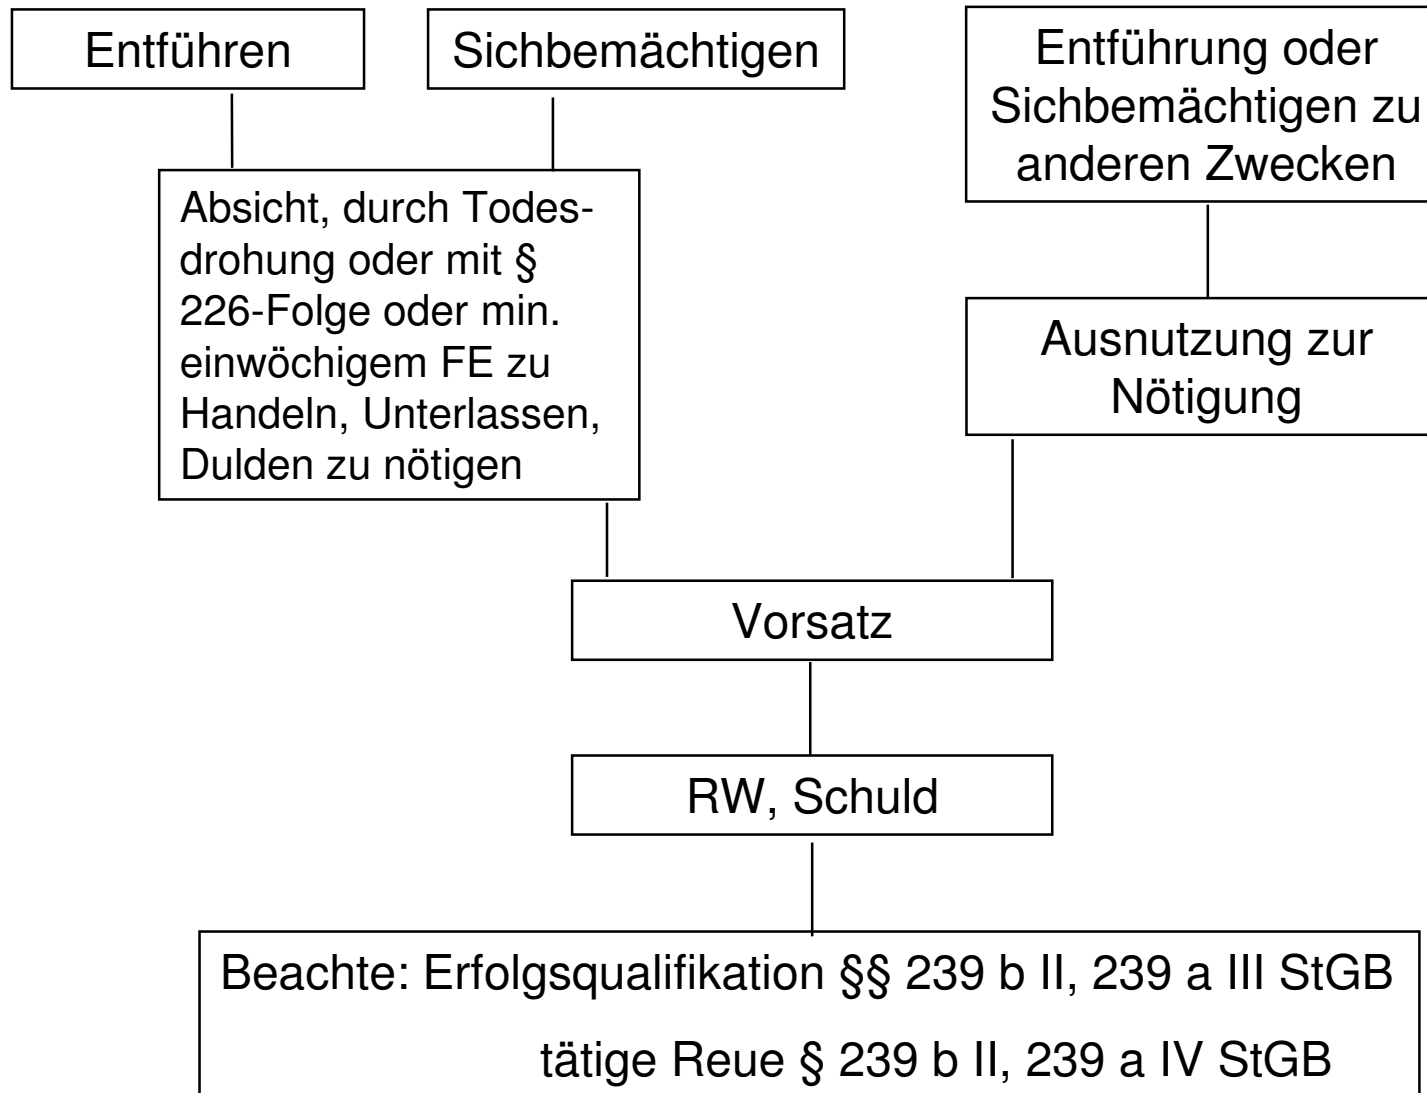 Entführen
Sichbemächtigen
Entführung oder
Sichbemächtigen zu
anderen Zwecken
Absicht, durch Todes-
drohung oder mit §
226-Folge oder min.
einwöchigem FE zu
Handeln, Unterlassen,
Dulden zu nötigen
Ausnutzung zur
Nötigung
Vorsatz
RW, Schuld
Beachte: Erfolgsqualifikation §§ 239 b II, 239 a III StGB
tätige Reue § 239 b II, 239 a IV StGB